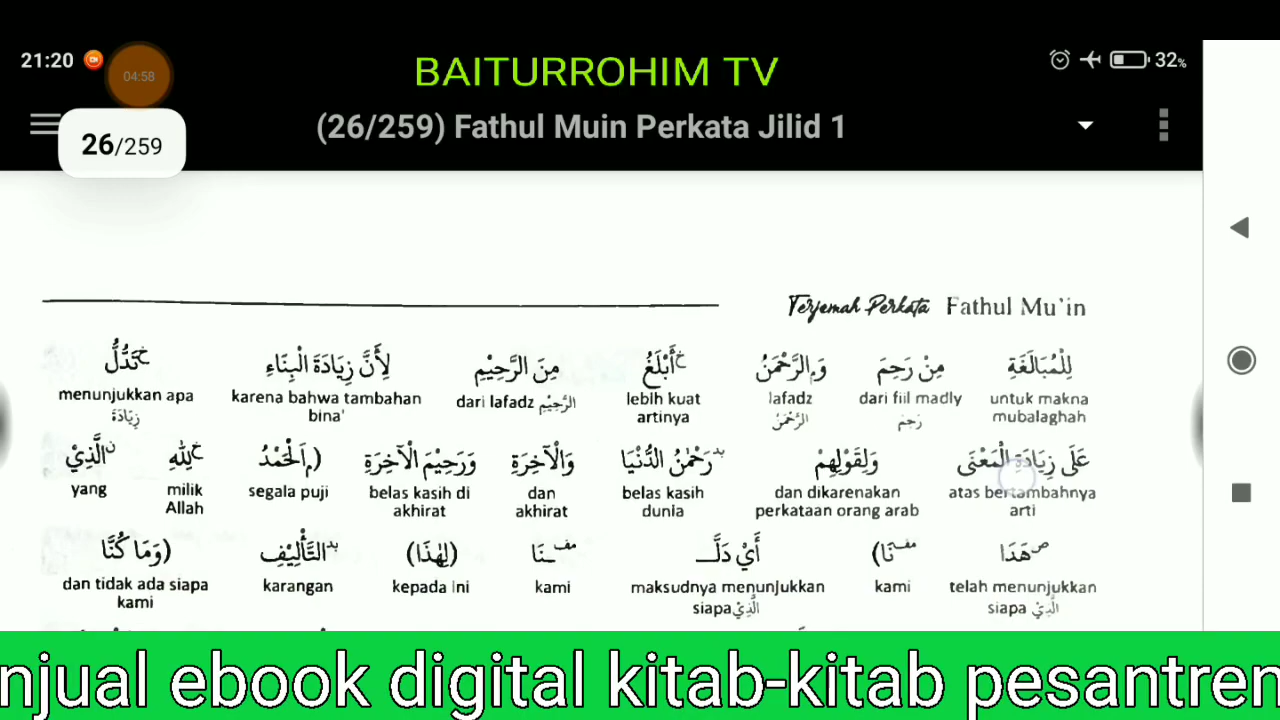 21:20
04:58
BAITURROHIM TV
32%
26/259
(26/259) Fathul Muin Perkata Jilid 1
Terjemah Perkata Fathul Mu'in
لِلْمُبَالَغَةِ مِنْ رَحِمَ وَالرَّحْمَنُ أَبْلَغُ مِنَ الرَّحِيْمِ لِأَنَّ زِيَادَةَ الْبِنَاءِ تَدُلُّ
untuk makna dari fiil madly lafadz lebih kuat dari lafadz الرَّحِيْمِ karena bahwa tambahan menunjukkan apa
mubalaghah رَحِمَ الرَّحْمَنُ artinya bina' زِيَادَةَ
عَلَى زِيَادَةِ الْمَعْنَى وَلِقَوْلِهِمْ رَحْمٰنُ الدُّنْيَا وَالْآخِرَةِ وَرَحِيْمَ الْآخِرَةِ (اَلْحَمْدُ لِلّٰهِ الَّذِيْ
atas bertambahnya dan dikarenakan belas kasih dan belas kasih di segala puji milik yang
arti perkataan orang arab dunia akhirat akhirat Allah
هَدَا نَا) أَيْ دَلَّـ ـنَا (لِهٰذَا) التَّأْلِيْفِ (وَمَا كُنَّا
telah menunjukkan kami maksudnya menunjukkan kami kepada Ini karangan dan tidak ada siapa
siapa الَّذِيْ siapa الَّذِيْ kami
njual ebook digital kitab-kitab pesantren